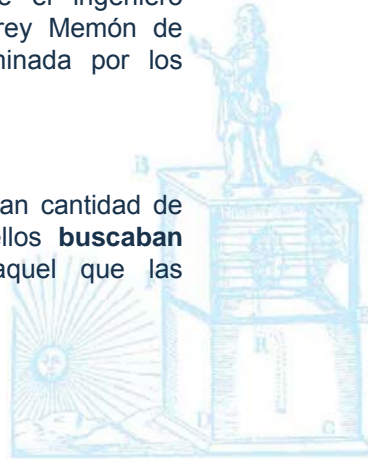 e el ingeniero
rey Memón de
minada por los
an cantidad de
ellos buscaban
aquel que las
B
A
R
D
C